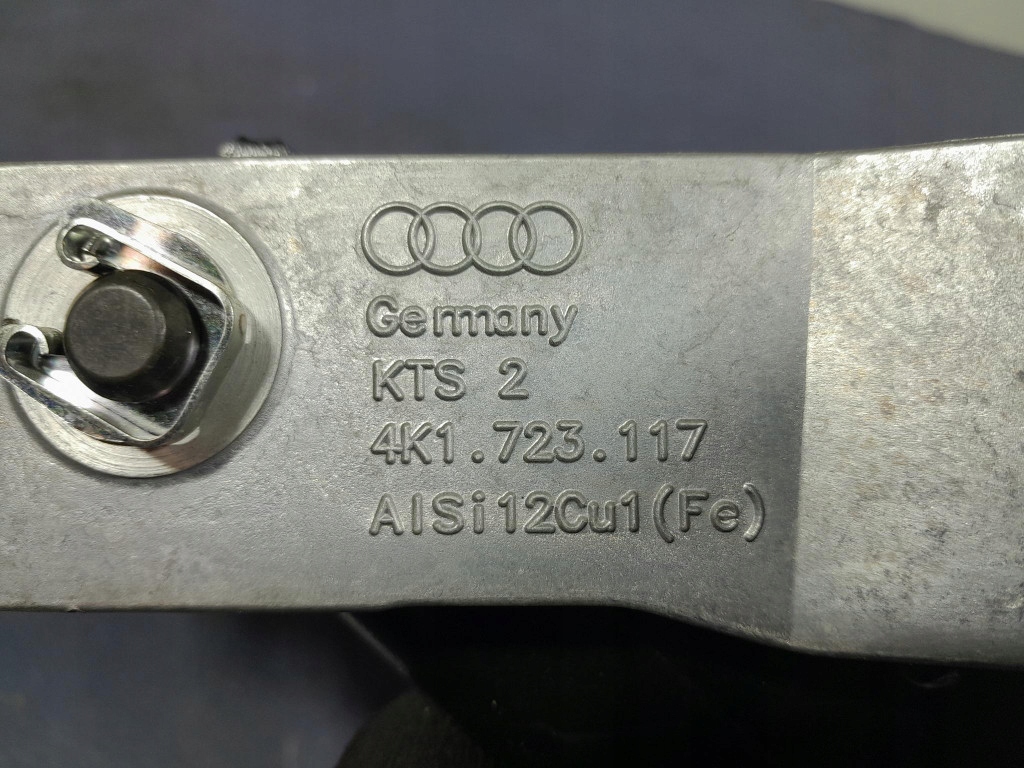 Germany
KTS 2
4K1.723.117
AlSi12Cu1(Fe)